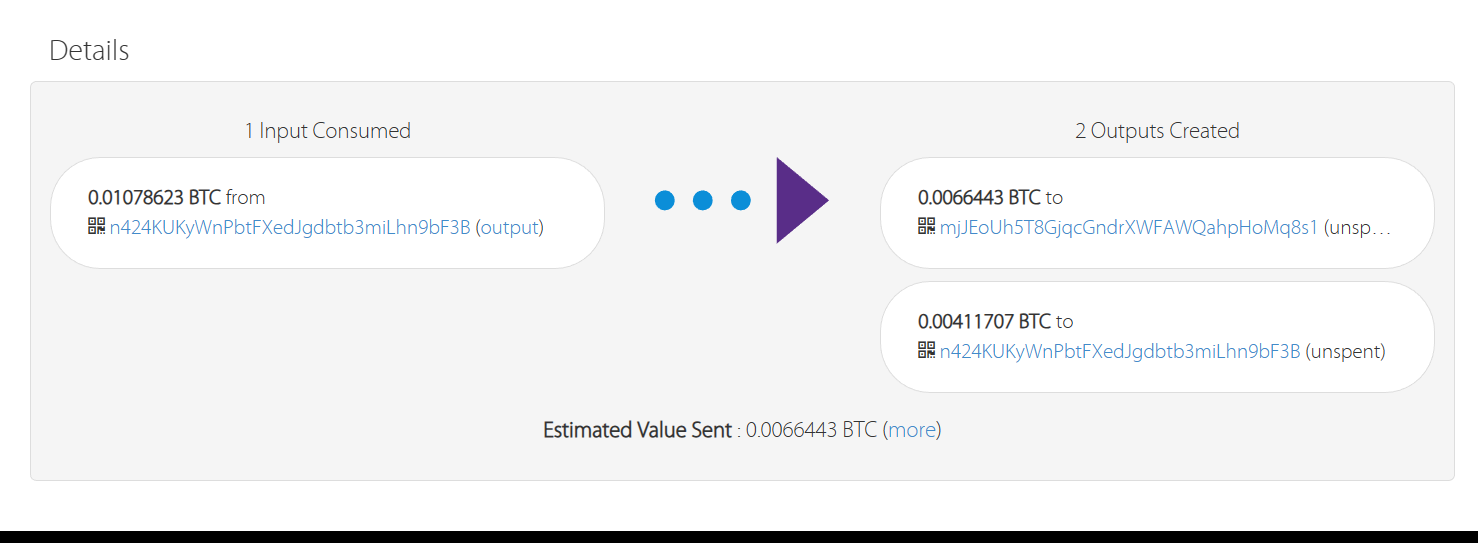 Details
1 Input Consumed
0.01078623 BTC from
n424KUKyWnPbtFXedJgdbtb3miLhn9bF3B (output)
2 Outputs Created
0.0066443 BTC to
mjJEoUh5T8GjqcGndrXWFAWQahpHoMq8s1 (unsp…
0.00411707 BTC to
n424KUKyWnPbtFXedJgdbtb3miLhn9bF3B (unspent)
Estimated Value Sent : 0.0066443 BTC (more)